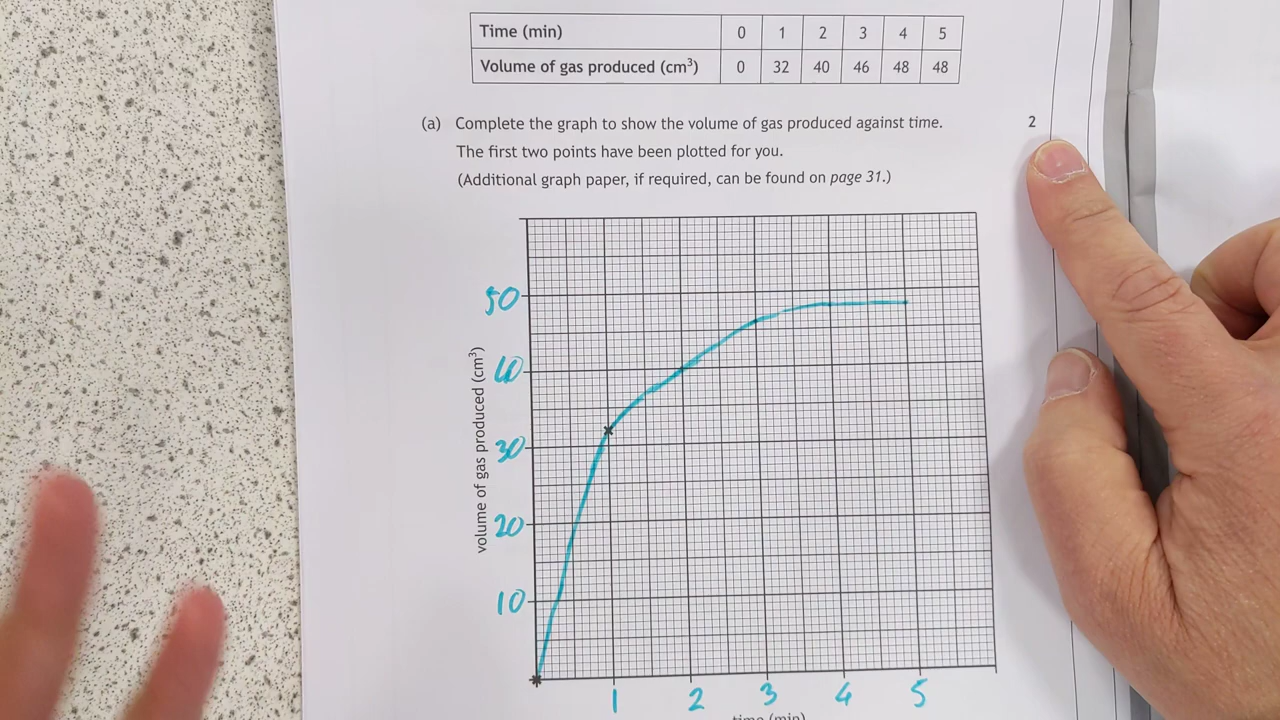 Time (min) 0 1 2 3 4 5
Volume of gas produced (cm³) 0 32 40 46 48 48
(a) Complete the graph to show the volume of gas produced against time. 2
The first two points have been plotted for you.
(Additional graph paper, if required, can be found on page 31.)
50
40
30
20
10
volume of gas produced (cm³)
1 2 3 4 5
time (min)